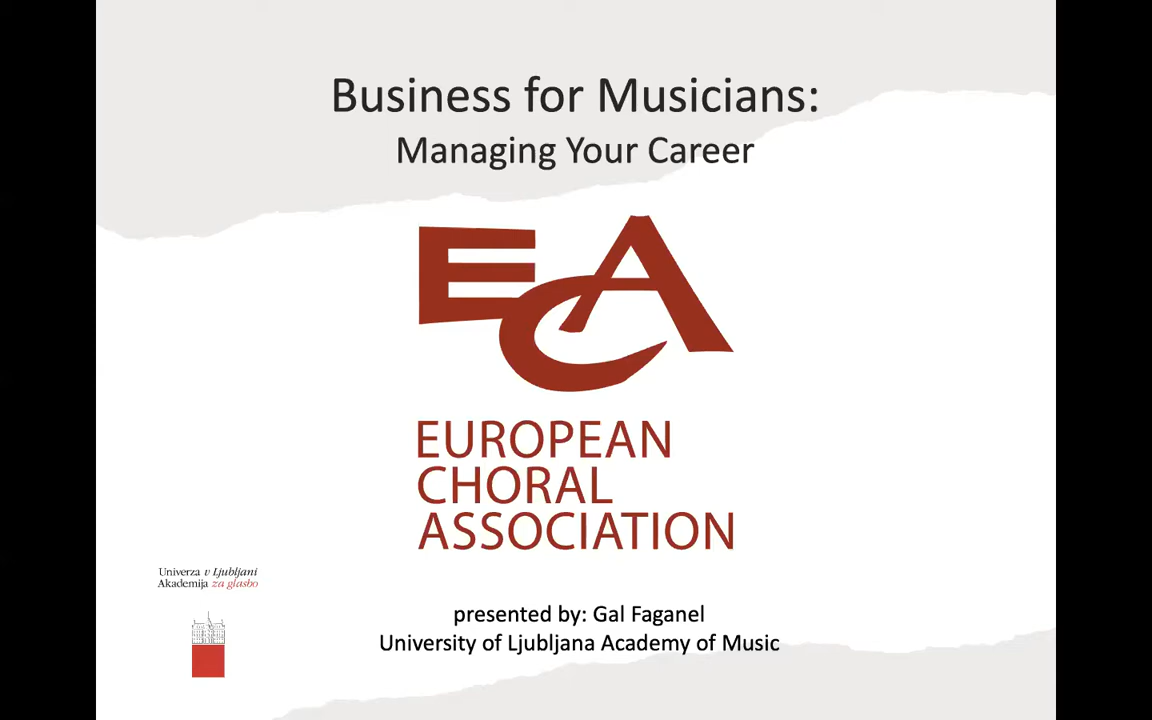 Business for Musicians:
Managing Your Career
ECA
EUROPEAN
CHORAL
ASSOCIATION
Univerza v Ljubljani
Akademija za glasbo
presented by: Gal Faganel
University of Ljubljana Academy of Music